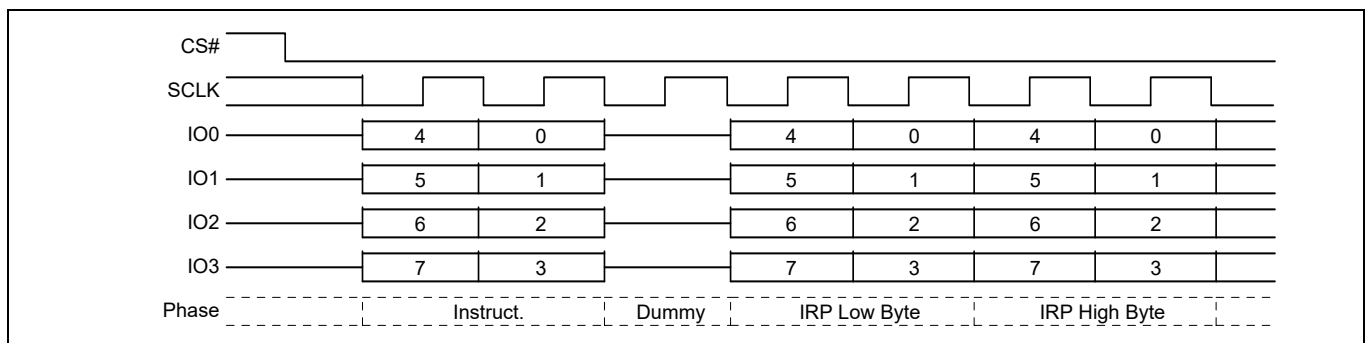 CS#
SCLK
IO0 4 0 4 0 4 0
IO1 5 1 5 1 5 1
IO2 6 2 6 2 6 2
IO3 7 3 7 3 7 3
Phase Instruct. Dummy IRP Low Byte IRP High Byte